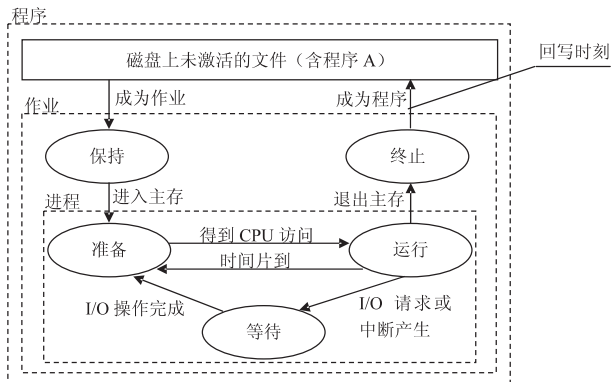 程序
磁盘上未激活的文件（含程序 A）
回写时刻
成为作业
成为程序
作业
保持
终止
进程
进入主存
退出主存
准备
得到 CPU 访问
时间片到
运行
I/O 操作完成
I/O 请求或
中断产生
等待